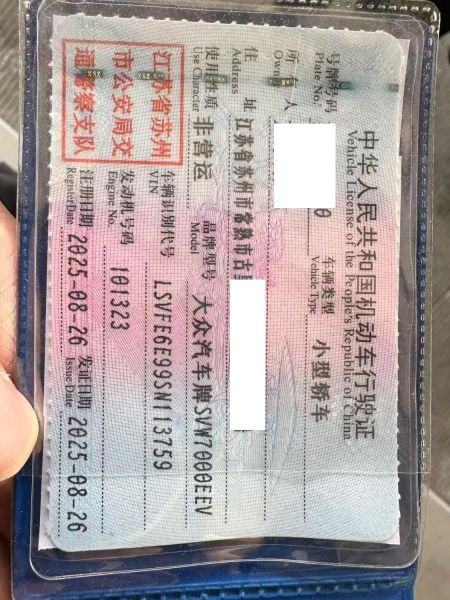 中华人民共和国机动车行驶证
Vehicle License of the People's Republic of China
号牌号码
Plate No.
0
车辆类型 小型轿车
Vehicle Type
所有人
Owner
住址 江苏省苏州市常熟市古
Address
使用性质 非营运
Use Character
品牌型号 大众汽车牌SVW7000EEV
Model
江苏省苏州
市公安局交
通警察支队
车辆识别代号 LSVFE6E99SN113759
VIN
发动机号码 101323
Engine No.
注册日期 2025-08-26
Register Date
发证日期 2025-08-26
Issue Date